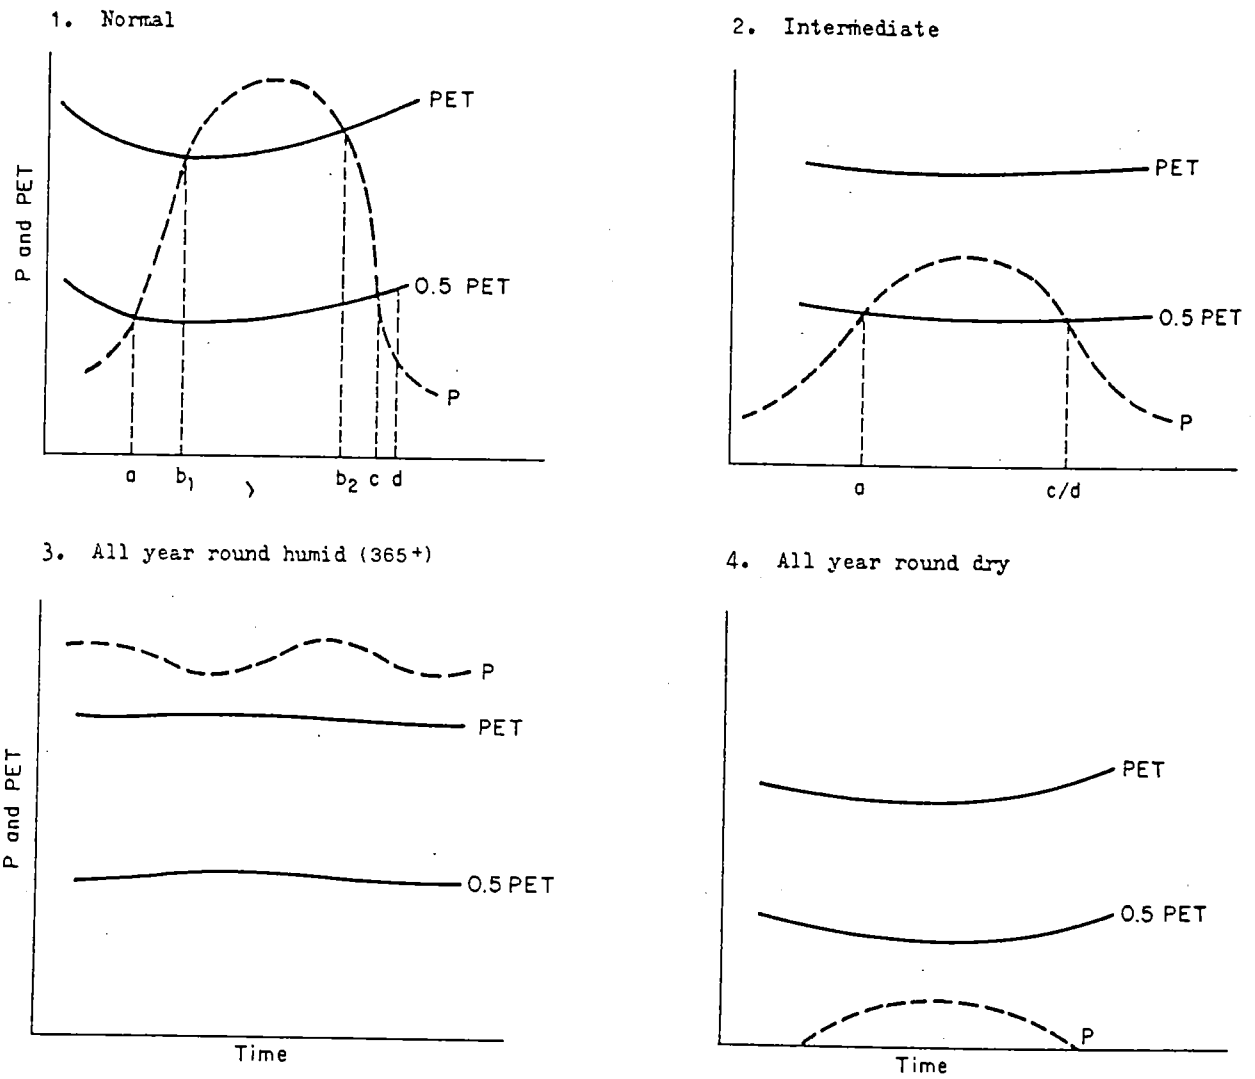 1. Normal
PET
0.5 PET
P
P and PET
a b1 b2 c d
2. Intermediate
PET
0.5 PET
P
a c/d
3. All year round humid (365+)
P
PET
0.5 PET
P and PET
Time
4. All year round dry
PET
0.5 PET
P
Time